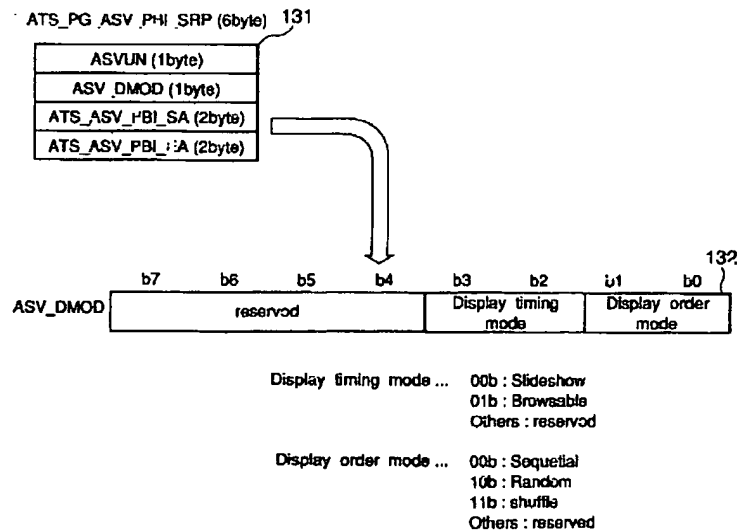 ATS_PG_ASV_PBI_SRP (6byte) 131
ASVUN (1byte)
ASV_DMOD (1byte)
ATS_ASV_PBI_SA (2byte)
ATS_ASV_PBI_EA (2byte)
132
b7 b6 b5 b4 b3 b2 b1 b0
ASV_DMOD reserved Display timing mode Display order mode
Display timing mode ... 00b : Slideshow
01b : Browsable
Others : reserved
Display order mode ... 00b : Sequetial
10b : Random
11b : shuffle
Others : reserved